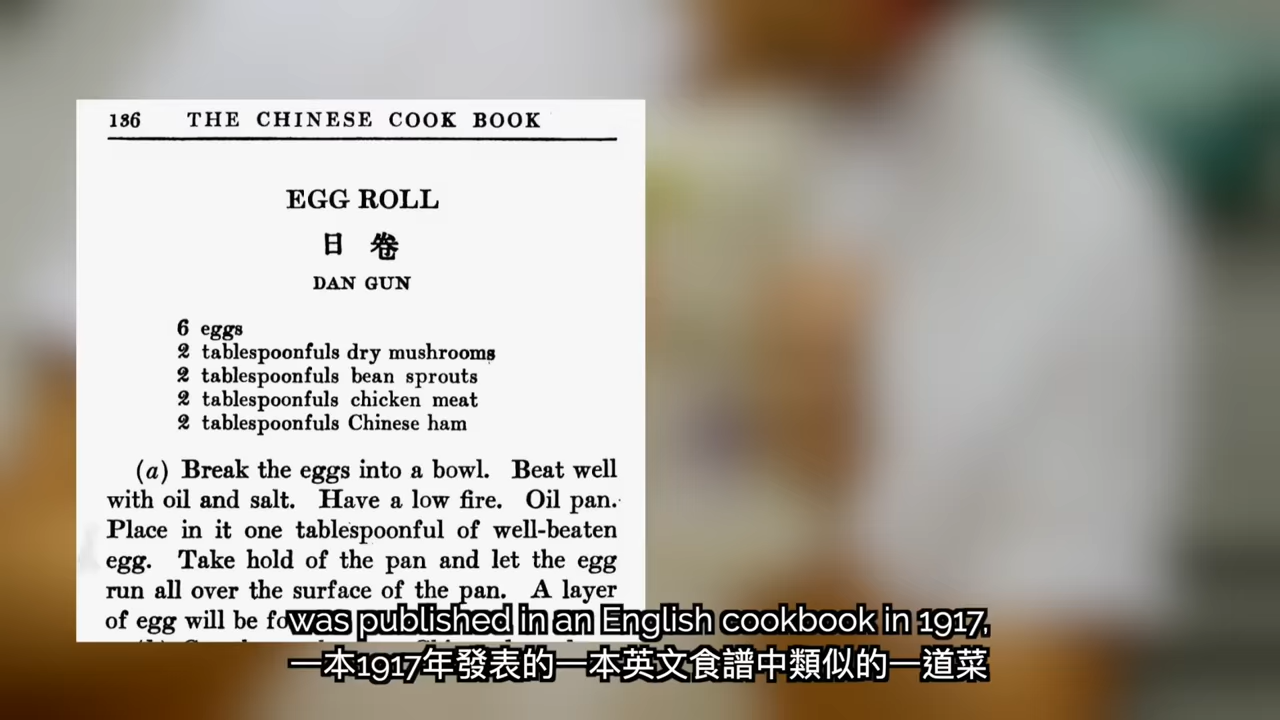 136 THE CHINESE COOK BOOK
EGG ROLL
日 卷
DAN GUN
6 eggs
2 tablespoonfuls dry mushrooms
2 tablespoonfuls bean sprouts
2 tablespoonfuls chicken meat
2 tablespoonfuls Chinese ham
(a) Break the eggs into a bowl. Beat well
with oil and salt. Have a low fire. Oil pan.
Place in it one tablespoonful of well-beaten
egg. Take hold of the pan and let the egg
run all over the surface of the pan. A layer
of egg will be
was published in an English cookbook in 1917,
一本1917年發表的一本英文食譜中類似的一道菜